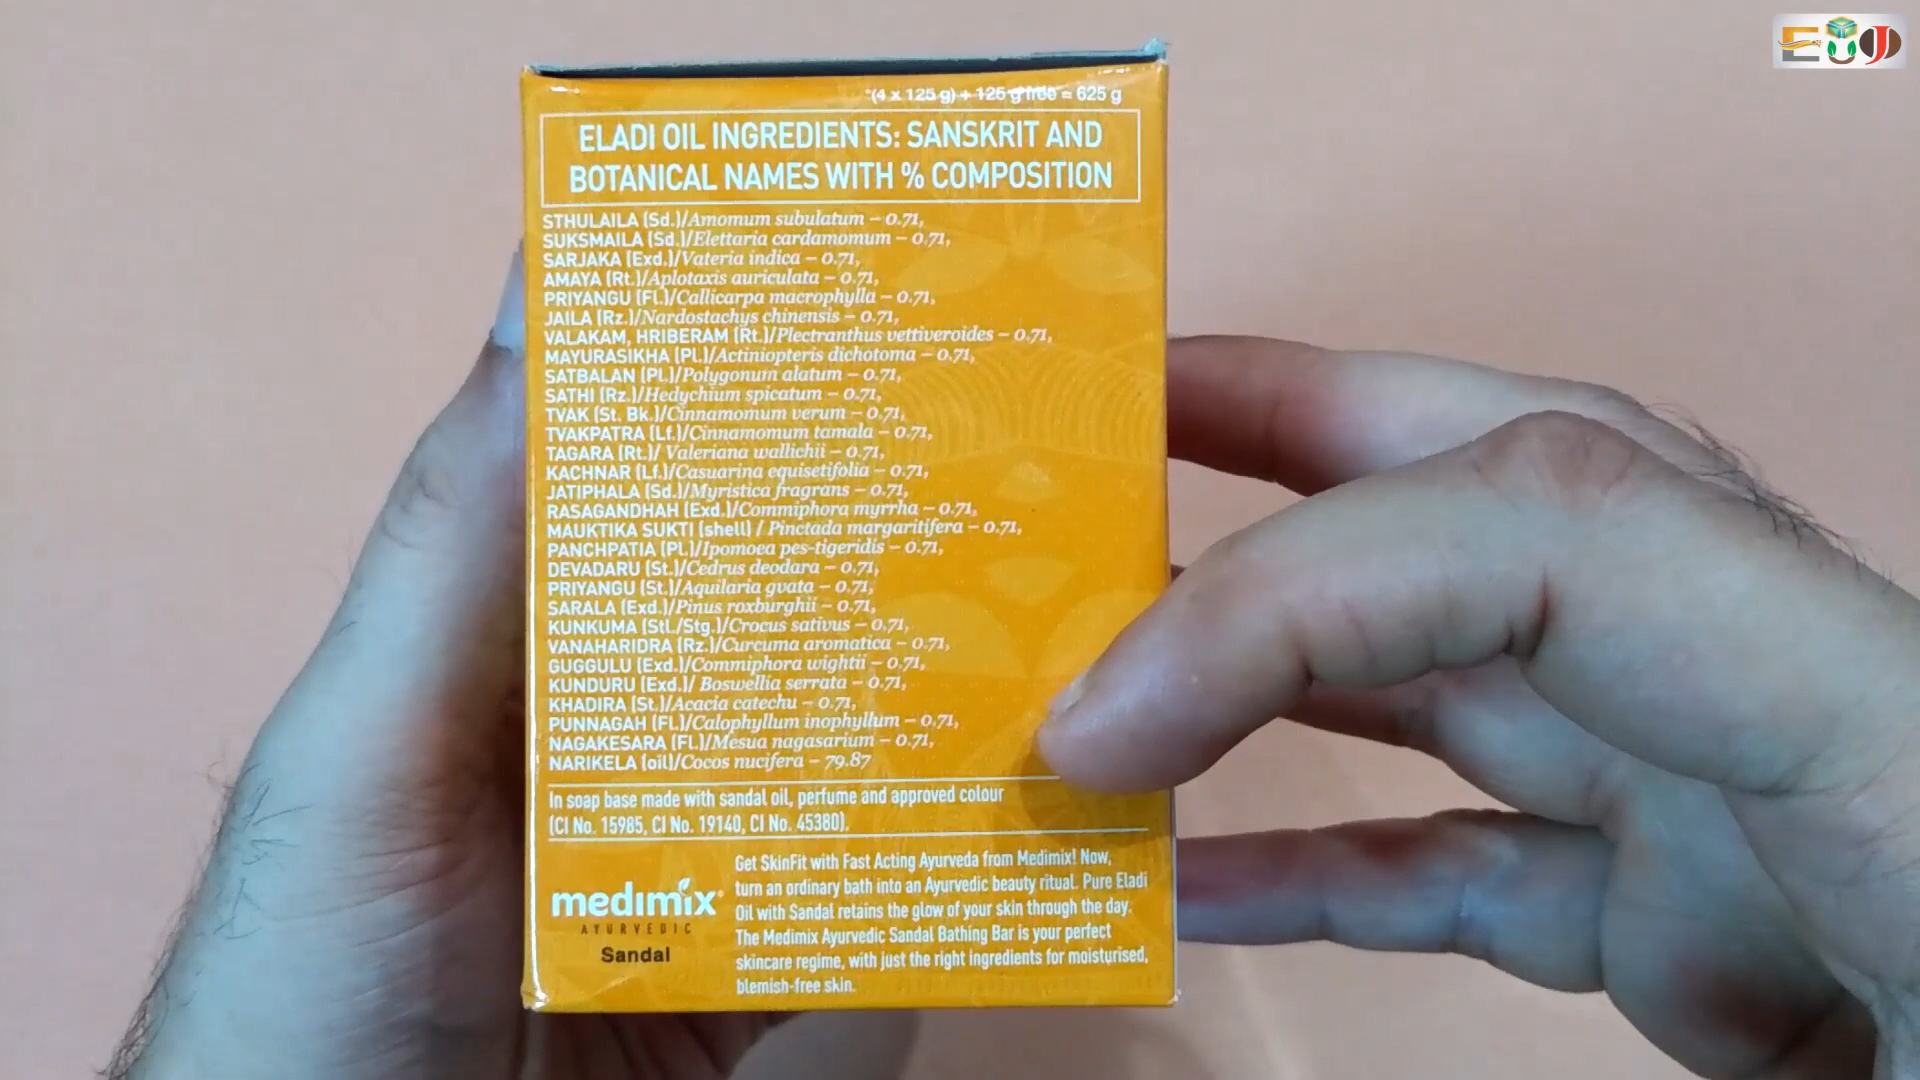 *(4 x 125 g) + 125 g free = 625 g
ELADI OIL INGREDIENTS: SANSKRIT AND
BOTANICAL NAMES WITH % COMPOSITION
STHULAILA (Sd.)/Amomum subulatum – 0.71,
SUKSMAILA (Sd.)/Elettaria cardamomum – 0.71,
SARJAKA (Exd.)/Vateria indica – 0.71,
AMAYA (Rt.)/Aplotaxis auriculata – 0.71,
PRIYANGU (Fl.)/Callicarpa macrophylla – 0.71,
JAILA (Rz.)/Nardostachys chinensis – 0.71,
VALAKAM, HRIBERAM (Rt.)/Plectranthus vettiveroides – 0.71,
MAYURASIKHA (Pl.)/Actiniopteris dichotoma – 0.71,
SATBALAN (Pl.)/Polygonum alatum – 0.71,
SATHI (Rz.)/Hedychium spicatum – 0.71,
TVAK (St. Bk.)/Cinnamomum verum – 0.71,
TVAKPATRA (Lf.)/Cinnamomum tamala – 0.71,
TAGARA (Rt.)/ Valeriana wallichii – 0.71,
KACHNAR (Lf.)/Casuarina equisetifolia – 0.71,
JATIPHALA (Sd.)/Myristica fragrans – 0.71,
RASAGANDHAH (Exd.)/Commiphora myrrha – 0.71,
MAUKTIKA SUKTI (shell) / Pinctada margaritifera – 0.71,
PANCHPATIA (PL)/Ipomoea pes-tigeridis – 0.71,
DEVADARU (St.)/Cedrus deodara – 0.71,
PRIYANGU (St.)/Aquilaria gvata – 0.71,
SARALA (Exd.)/Pinus roxburghii – 0.71,
KUNKUMA (Stl./Stg.)/Crocus sativus – 0.71,
VANAHARIDRA (Rz.)/Curcuma aromatica – 0.71,
GUGGULU (Exd.)/Commiphora wightii – 0.71,
KUNDURU (Exd.)/ Boswellia serrata – 0.71,
KHADIRA (St.)/Acacia catechu – 0.71,
PUNNAGAH (FL)/Calophyllum inophyllum – 0.71,
NAGAKESARA (FL)/Mesua nagasarium – 0.71,
NARIKELA (oil)/Cocos nucifera – 79.87
In soap base made with sandal oil, perfume and approved colour
(CI No. 15985, CI No. 19140, CI No. 45380).
medimix
AYURVEDIC
Sandal
Get SkinFit with Fast Acting Ayurveda from Medimix! Now,
turn an ordinary bath into an Ayurvedic beauty ritual. Pure Eladi
Oil with Sandal retains the glow of your skin through the day.
The Medimix Ayurvedic Sandal Bathing Bar is your perfect
skincare regime, with just the right ingredients for moisturised,
blemish-free skin.
EUJ